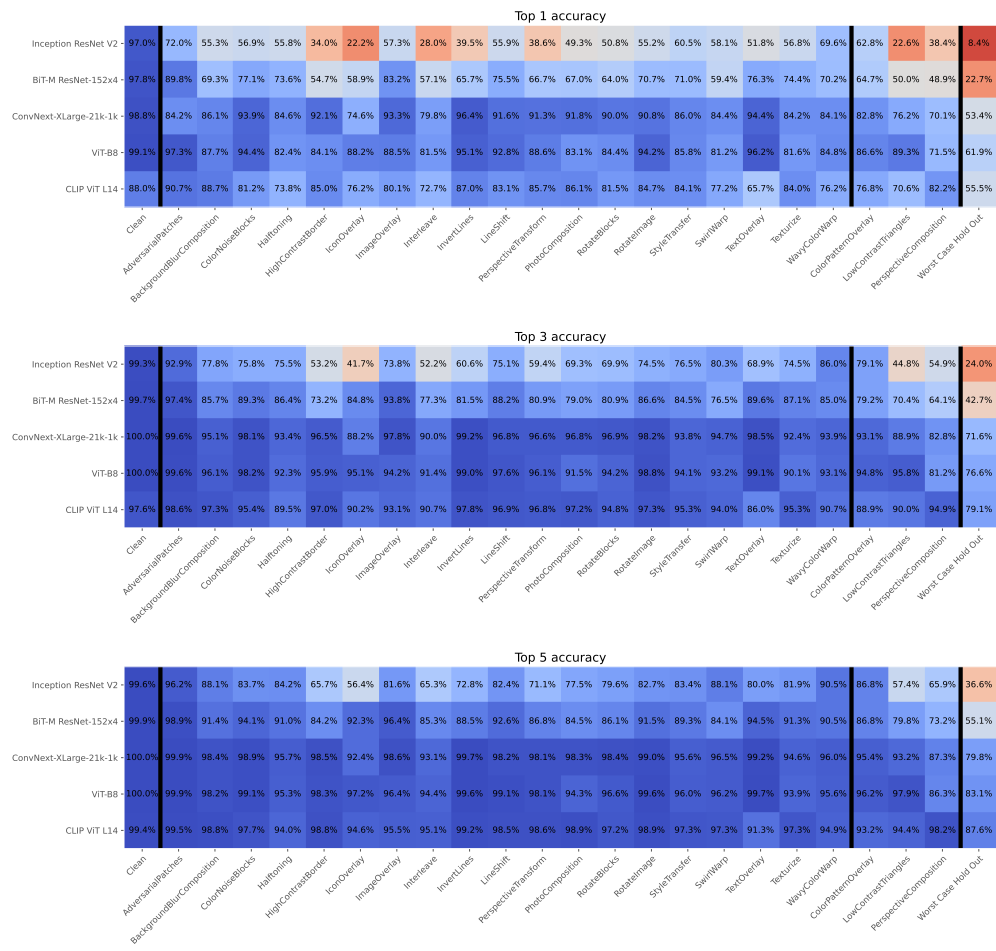 Top 1 accuracy
Inception ResNet V2 97.0% 72.0% 55.3% 56.9% 55.8% 34.0% 22.2% 57.3% 28.0% 39.5% 55.9% 38.6% 49.3% 50.8% 55.2% 60.5% 58.1% 51.8% 56.8% 69.6% 62.8% 22.6% 38.4% 8.4%
BiT-M ResNet-152x4 97.8% 89.8% 69.3% 77.1% 73.6% 54.7% 58.9% 83.2% 57.1% 65.7% 75.5% 66.7% 67.0% 64.0% 70.7% 71.0% 59.4% 76.3% 74.4% 70.2% 64.7% 50.0% 48.9% 22.7%
ConvNext-XLarge-21k-1k 98.8% 84.2% 86.1% 93.9% 84.6% 92.1% 74.6% 93.3% 79.8% 96.4% 91.6% 91.3% 91.8% 90.0% 90.8% 86.0% 84.4% 94.4% 84.2% 84.1% 82.8% 76.2% 70.1% 53.4%
ViT-B8 99.1% 97.3% 87.7% 94.4% 82.4% 84.1% 88.2% 88.5% 81.5% 95.1% 92.8% 88.6% 83.1% 84.4% 94.2% 85.8% 81.2% 96.2% 81.6% 84.8% 86.6% 89.3% 71.5% 61.9%
CLIP ViT L14 88.0% 90.7% 88.7% 81.2% 73.8% 85.0% 76.2% 80.1% 72.7% 87.0% 83.1% 85.7% 86.1% 81.5% 84.7% 84.1% 77.2% 65.7% 84.0% 76.2% 76.8% 70.6% 82.2% 55.5%
Clean AdversarialPatches BackgroundBlurComposition ColorNoiseBlocks Halftoning HighContrastBorder IconOverlay ImageOverlay Interleave InvertLines LineShift PerspectiveTransform PhotoComposition RotateBlocks RotateImage StyleTransfer SwirlWarp TextOverlay Texturize WavyColorWarp ColorPatternOverlay LowContrastTriangles PerspectiveComposition Worst Case Hold Out
Top 3 accuracy
Inception ResNet V2 99.3% 92.9% 77.8% 75.8% 75.5% 53.2% 41.7% 73.8% 52.2% 60.6% 75.1% 59.4% 69.3% 69.9% 74.5% 76.5% 80.3% 68.9% 74.5% 86.0% 79.1% 44.8% 54.9% 24.0%
BiT-M ResNet-152x4 99.7% 97.4% 85.7% 89.3% 86.4% 73.2% 84.8% 93.8% 77.3% 81.5% 88.2% 80.9% 79.0% 80.9% 86.6% 84.5% 76.5% 89.6% 87.1% 85.0% 79.2% 70.4% 64.1% 42.7%
ConvNext-XLarge-21k-1k 100.0% 99.6% 95.1% 98.1% 93.4% 96.5% 88.2% 97.8% 90.0% 99.2% 96.8% 96.6% 96.8% 96.9% 98.2% 93.8% 94.7% 98.5% 92.4% 93.9% 93.1% 88.9% 82.8% 71.6%
ViT-B8 100.0% 99.6% 96.1% 98.2% 92.3% 95.9% 95.1% 94.2% 91.4% 99.0% 97.6% 96.1% 91.5% 94.2% 98.8% 94.1% 93.2% 99.1% 90.1% 93.1% 94.8% 95.8% 81.2% 76.6%
CLIP ViT L14 97.6% 98.6% 97.3% 95.4% 89.5% 97.0% 90.2% 93.1% 90.7% 97.8% 96.9% 96.8% 97.2% 94.8% 97.3% 95.3% 94.0% 86.0% 95.3% 90.7% 88.9% 90.0% 94.9% 79.1%
Clean AdversarialPatches BackgroundBlurComposition ColorNoiseBlocks Halftoning HighContrastBorder IconOverlay ImageOverlay Interleave InvertLines LineShift PerspectiveTransform PhotoComposition RotateBlocks RotateImage StyleTransfer SwirlWarp TextOverlay Texturize WavyColorWarp ColorPatternOverlay LowContrastTriangles PerspectiveComposition Worst Case Hold Out
Top 5 accuracy
Inception ResNet V2 99.6% 96.2% 88.1% 83.7% 84.2% 65.7% 56.4% 81.6% 65.3% 72.8% 82.4% 71.1% 77.5% 79.6% 82.7% 83.4% 88.1% 80.0% 81.9% 90.5% 86.8% 57.4% 65.9% 36.6%
BiT-M ResNet-152x4 99.9% 98.9% 91.4% 94.1% 91.0% 84.2% 92.3% 96.4% 85.3% 88.5% 92.6% 86.8% 84.5% 86.1% 91.5% 89.3% 84.1% 94.5% 91.3% 90.5% 86.8% 79.8% 73.2% 55.1%
ConvNext-XLarge-21k-1k 100.0% 99.9% 98.4% 98.9% 95.7% 98.5% 92.4% 98.6% 93.1% 99.7% 98.2% 98.1% 98.3% 98.4% 99.0% 95.6% 96.5% 99.2% 94.6% 96.0% 95.4% 93.2% 87.3% 79.8%
ViT-B8 100.0% 99.9% 98.2% 99.1% 95.3% 98.3% 97.2% 96.4% 94.4% 99.6% 99.1% 98.1% 94.3% 96.6% 99.6% 96.0% 96.2% 99.7% 93.9% 95.6% 96.2% 97.9% 86.3% 83.1%
CLIP ViT L14 99.4% 99.5% 98.8% 97.7% 94.0% 98.8% 94.6% 95.5% 95.1% 99.2% 98.5% 98.6% 98.9% 97.2% 98.9% 97.3% 97.3% 91.3% 97.3% 94.9% 93.2% 94.4% 98.2% 87.6%
Clean AdversarialPatches BackgroundBlurComposition ColorNoiseBlocks Halftoning HighContrastBorder IconOverlay ImageOverlay Interleave InvertLines LineShift PerspectiveTransform PhotoComposition RotateBlocks RotateImage StyleTransfer SwirlWarp TextOverlay Texturize WavyColorWarp ColorPatternOverlay LowContrastTriangles PerspectiveComposition Worst Case Hold Out